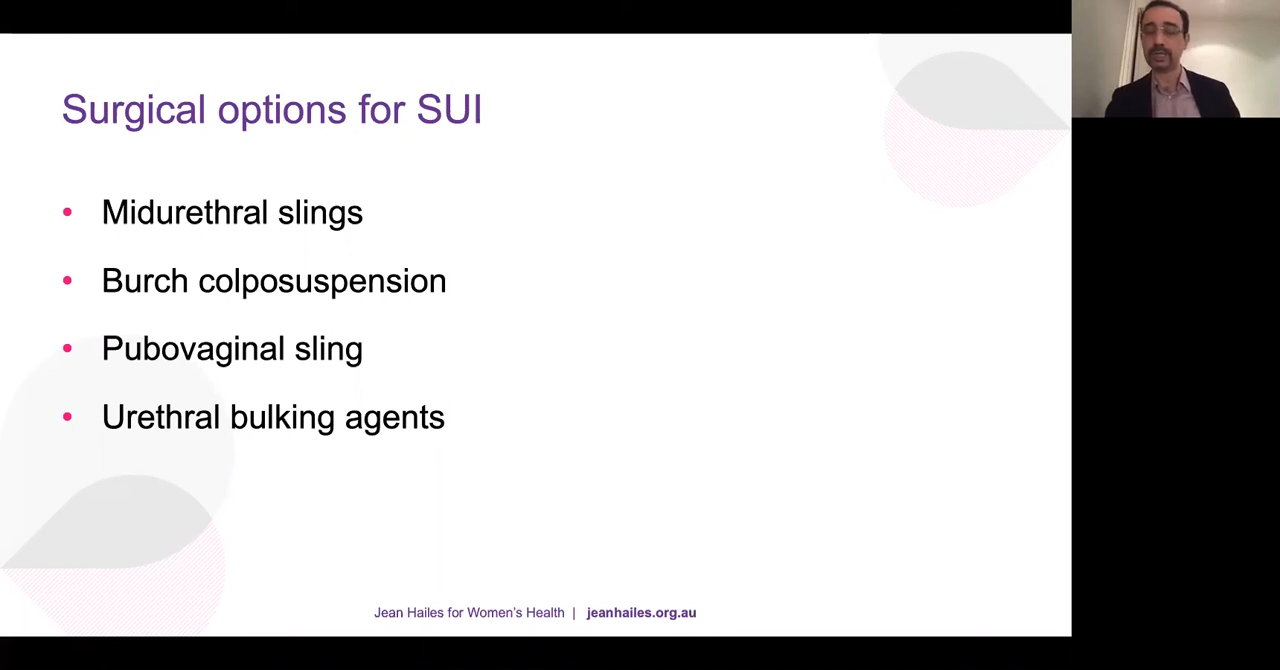 Surgical options for SUI
• Midurethral slings
• Burch colposuspension
• Pubovaginal sling
• Urethral bulking agents
Jean Hailes for Women's Health | jeanhailes.org.au